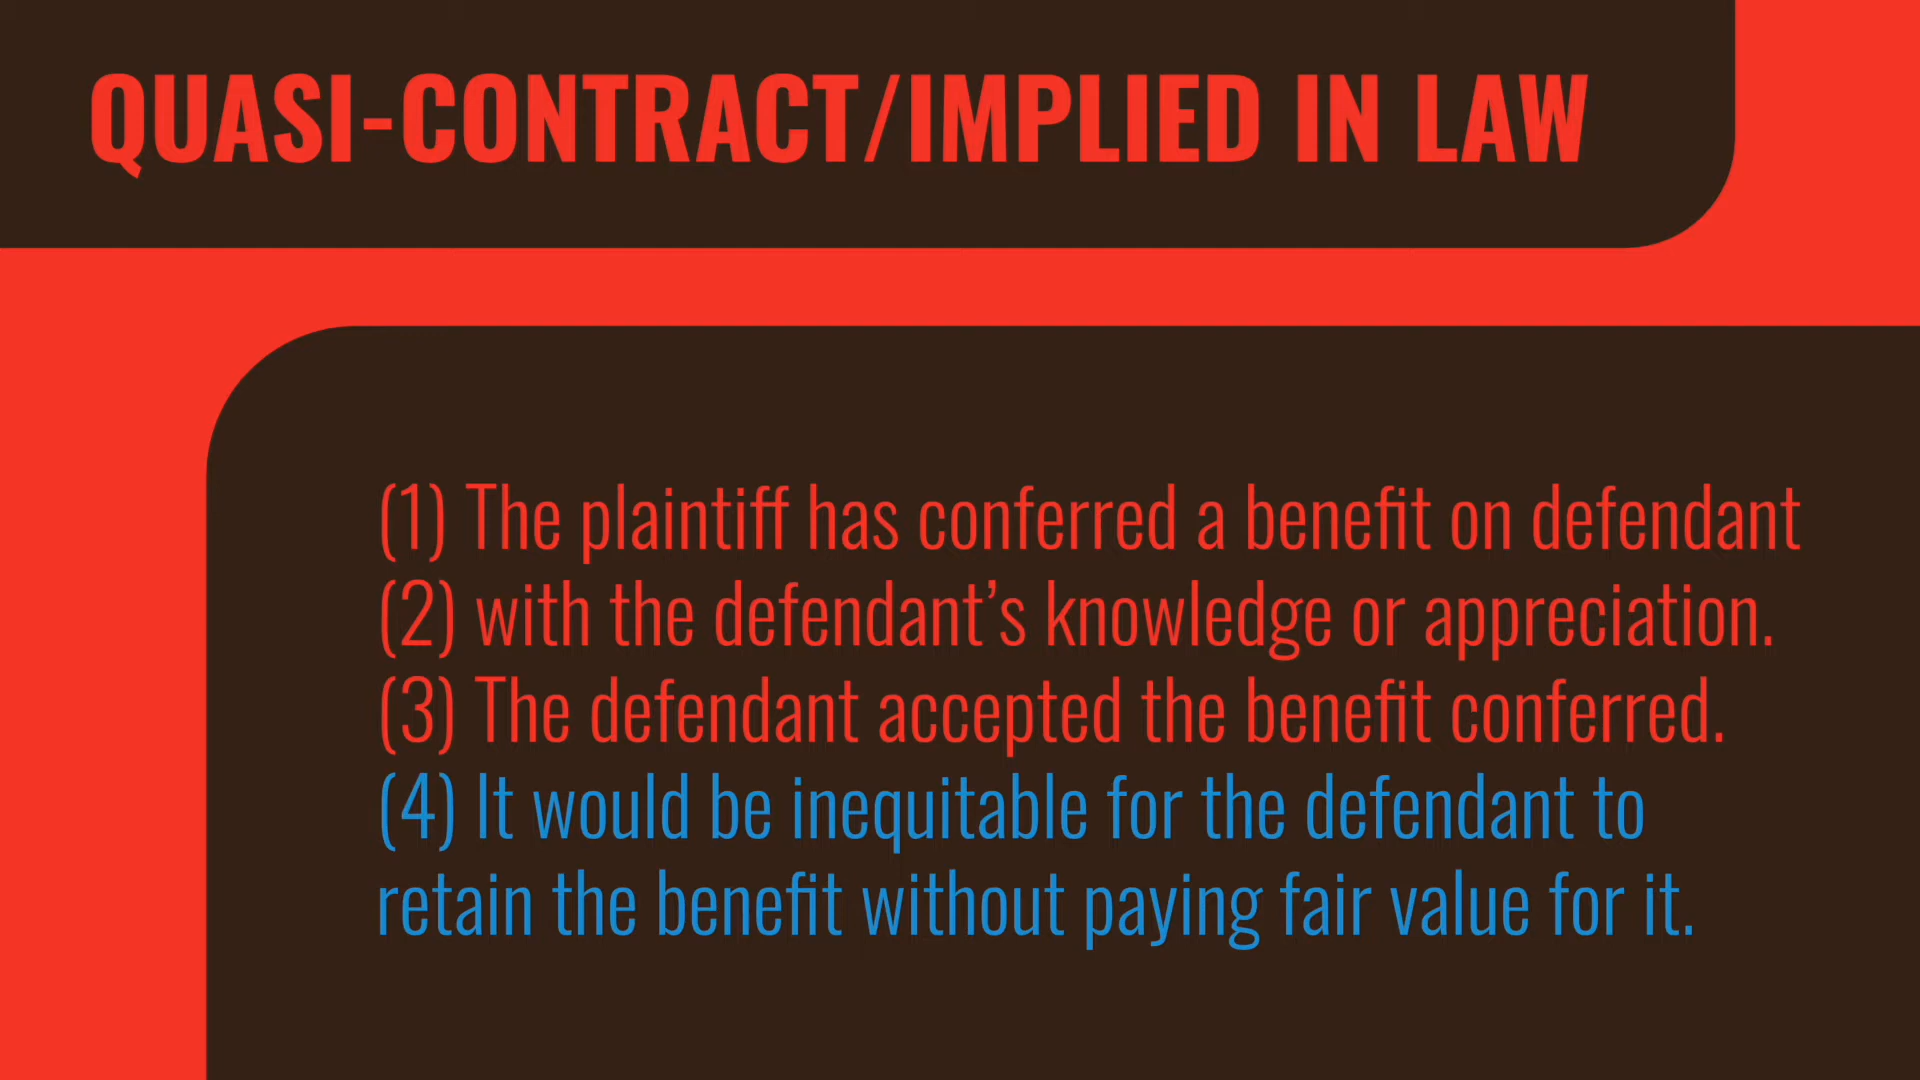 QUASI-CONTRACT/IMPLIED IN LAW
(1) The plaintiff has conferred a benefit on defendant
(2) with the defendant’s knowledge or appreciation.
(3) The defendant accepted the benefit conferred.
(4) It would be inequitable for the defendant to
retain the benefit without paying fair value for it.